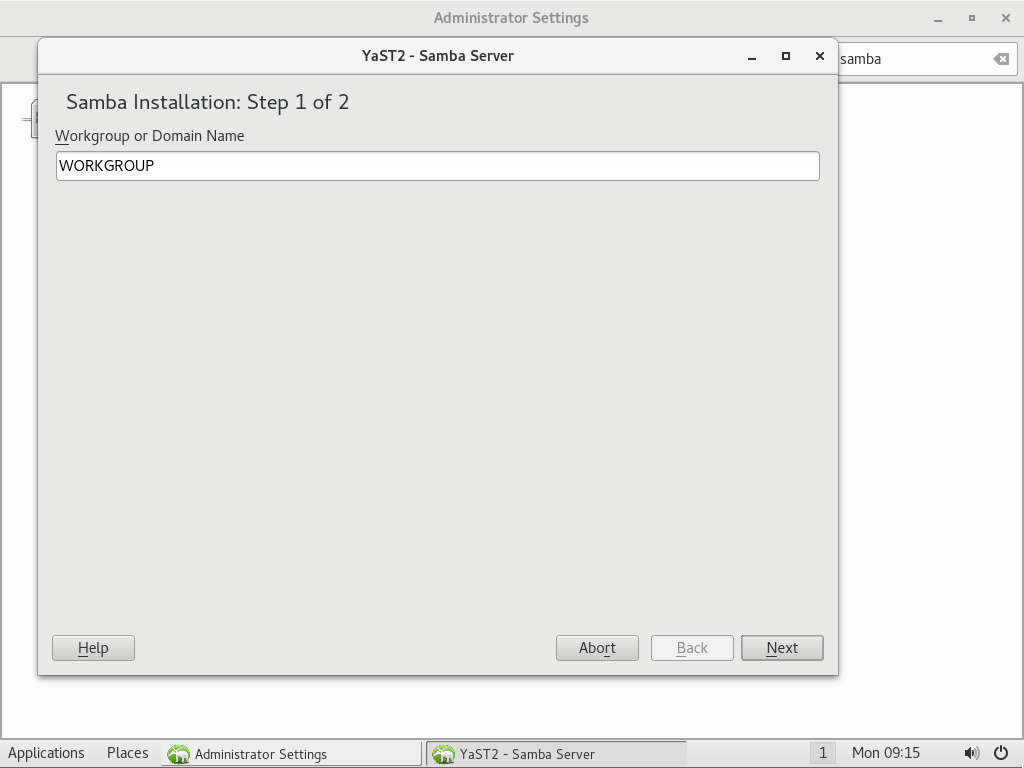 Administrator Settings
samba
YaST2 - Samba Server
Samba Installation: Step 1 of 2
Workgroup or Domain Name
WORKGROUP
Help
Abort
Back
Next
Applications
Places
Administrator Settings
YaST2 - Samba Server
1
Mon 09:15